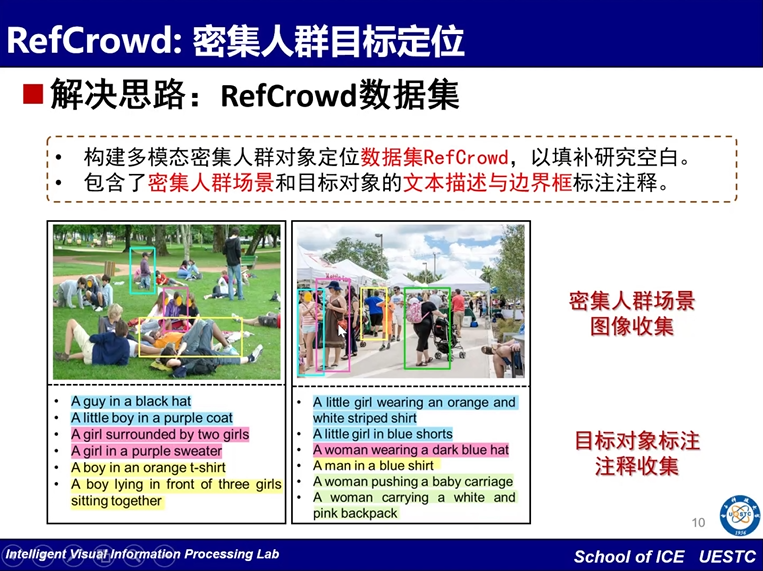 RefCrowd: 密集人群目标定位
解决思路：RefCrowd数据集
• 构建多模态密集人群对象定位数据集RefCrowd，以填补研究空白。
• 包含了密集人群场景和目标对象的文本描述与边界框标注注释。
• A guy in a black hat
• A little boy in a purple coat
• A girl surrounded by two girls
• A girl in a purple sweater
• A boy in an orange t-shirt
• A boy lying in front of three girls
sitting together
• A little girl wearing an orange and
white striped shirt
• A little girl in blue shorts
• A woman wearing a dark blue hat
• A man in a blue shirt
• A woman pushing a baby carriage
• A woman carrying a white and
pink backpack
密集人群场景
图像收集
目标对象标注
注释收集
UESTC
1956
10
Intelligent Visual Information Processing Lab
School of ICE UESTC